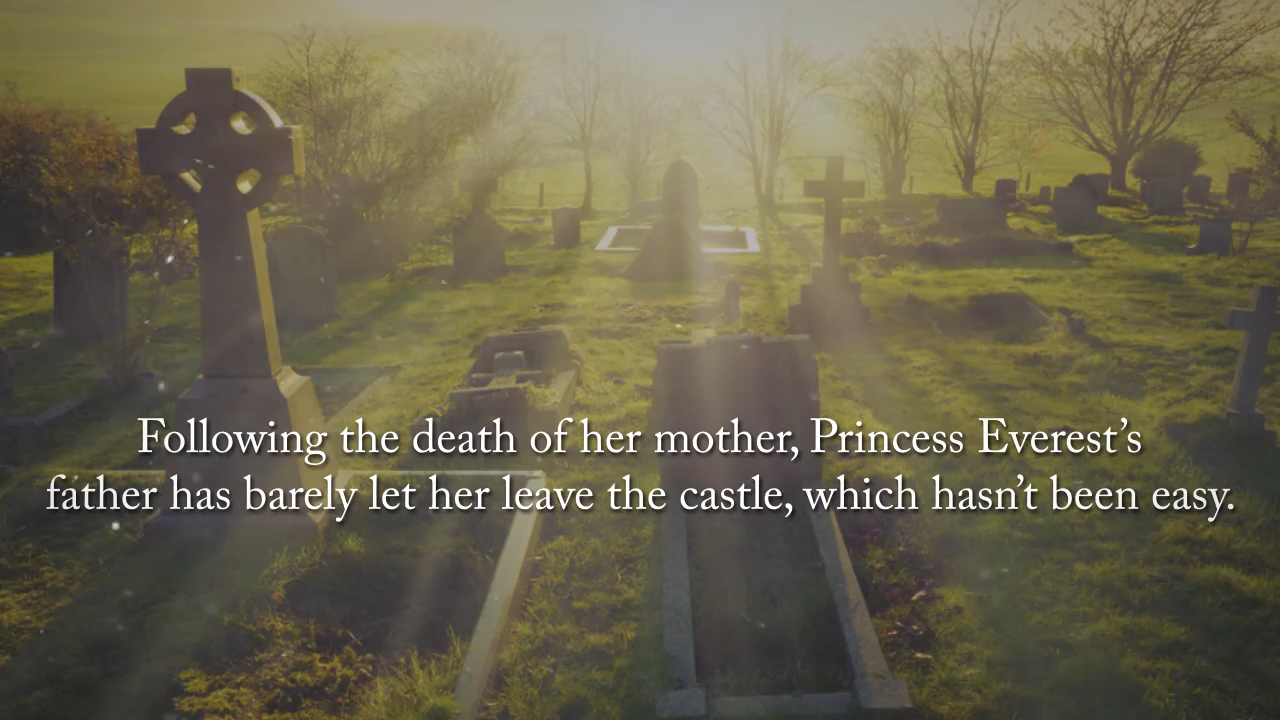 Following the death of her mother, Princess Everest’s
father has barely let her leave the castle, which hasn’t been easy.